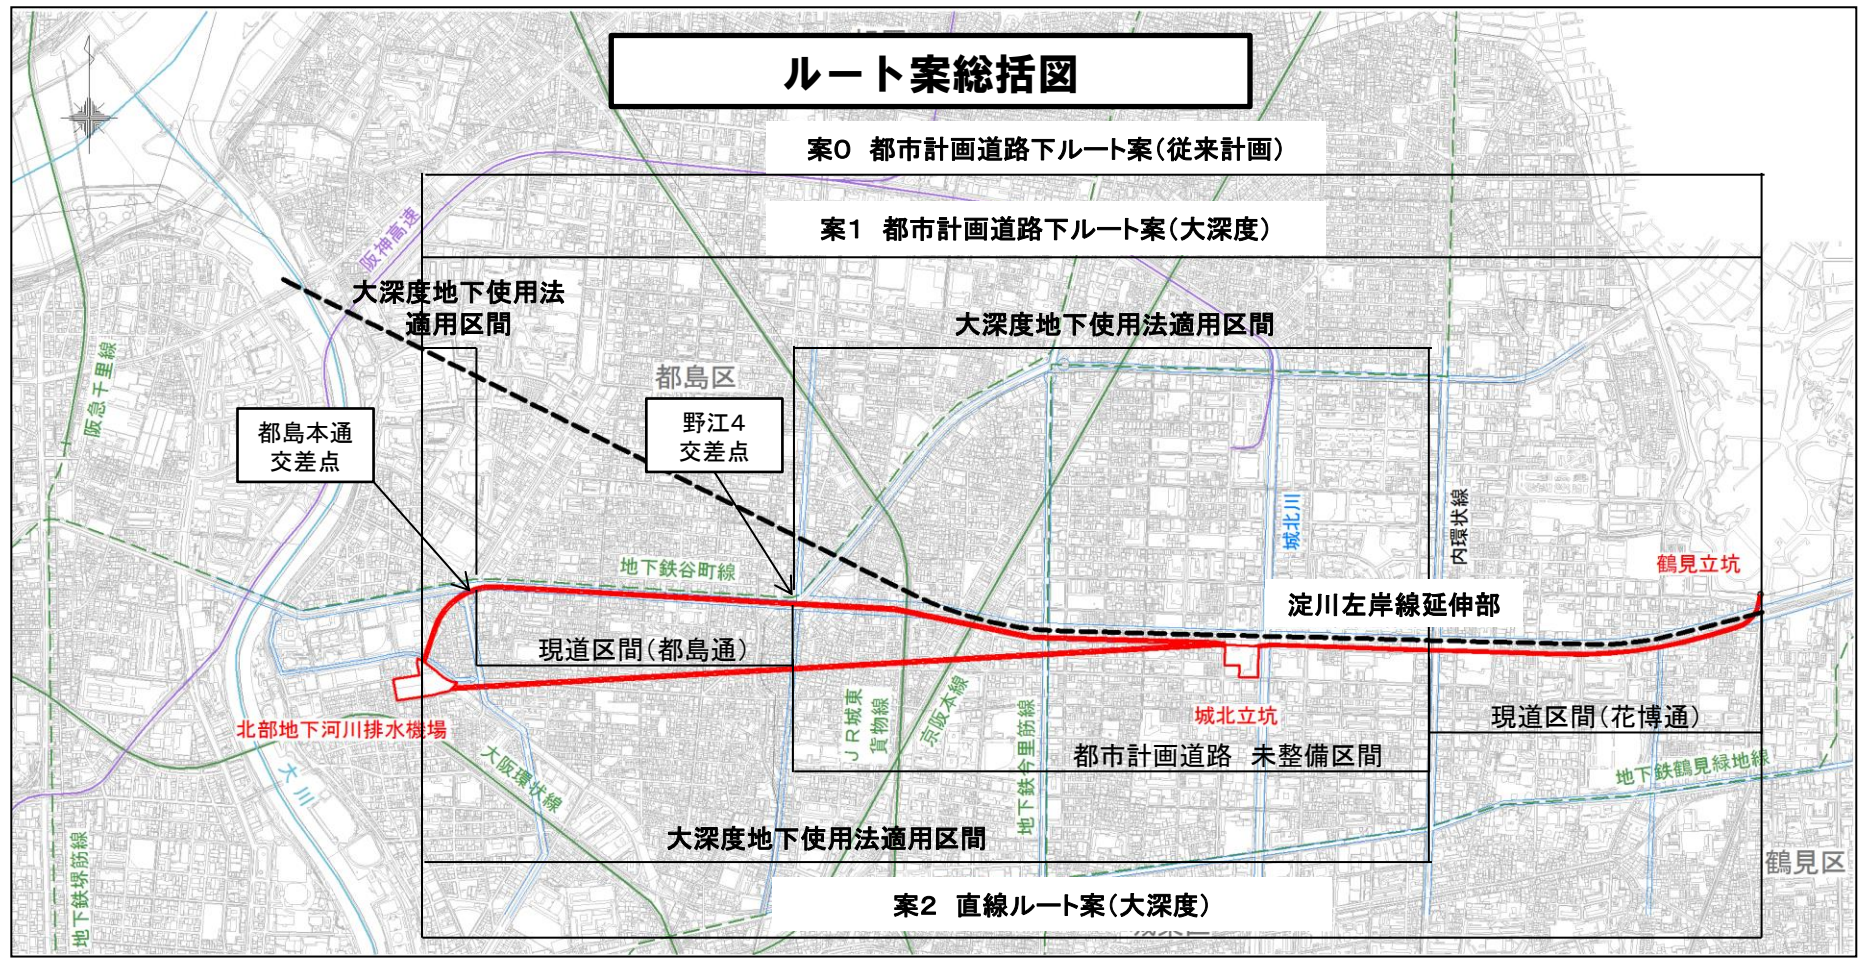 ルート案総括図
案0 都市計画道路下ルート案(従来計画)
案1 都市計画道路下ルート案(大深度)
阪神高速
大深度地下使用法
適用区間
大深度地下使用法適用区間
阪急千里線
都島区
都島本通
交差点
野江4
交差点
城北川
内環状線
地下鉄谷町線
鶴見立坑
淀川左岸線延伸部
現道区間(都島通)
北部地下河川排水機場
JR城東
貨物線
京阪本線
地下鉄今里筋線
城北立坑
現道区間(花博通)
都市計画道路 未整備区間
大川
大阪環状線
地下鉄鶴見緑地線
地下鉄堺筋線
大深度地下使用法適用区間
鶴見区
案2 直線ルート案(大深度)